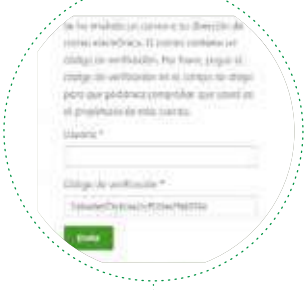 Se ha enviado un correo a su dirección de
correo electrónico. El correo contiene un
código de verificación. Por favor, pegue el
código de verificación en el campo de abajo
para que podamos comprobar que usted es
el propietario de esta cuenta.
Usuario *
Código de verificación *
Enviar